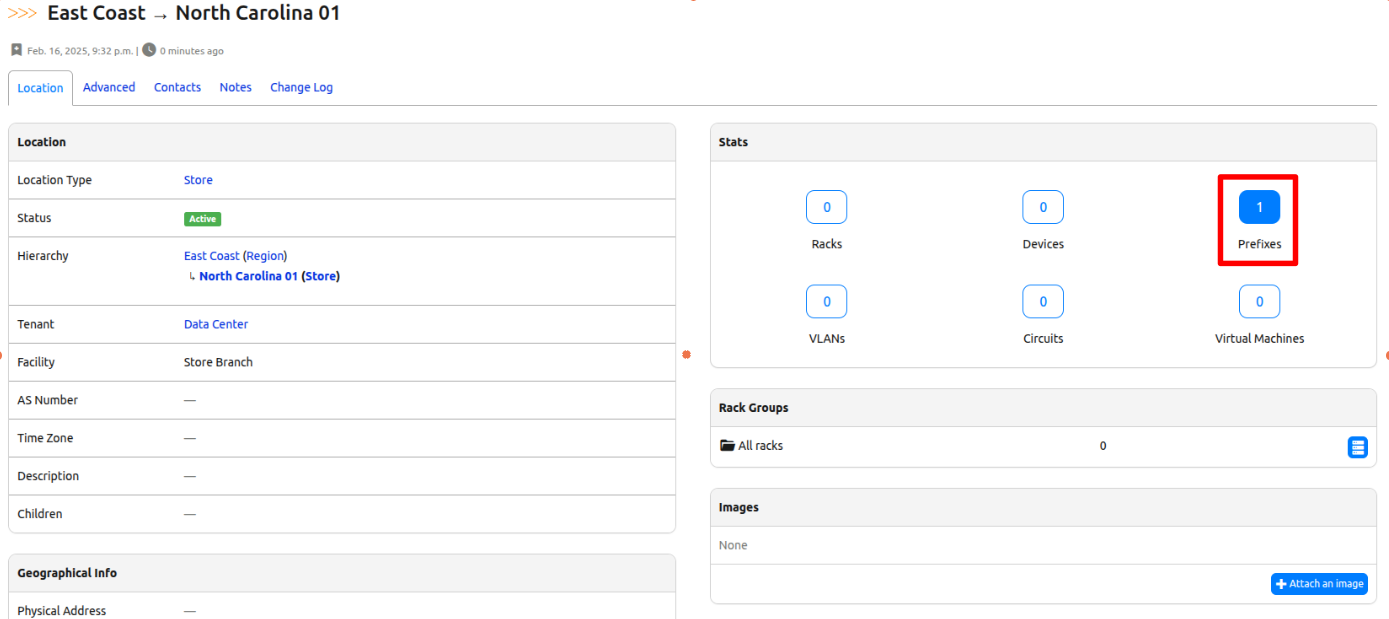 >>> East Coast → North Carolina 01
Feb. 16, 2025, 9:32 p.m. | 0 minutes ago
Location Advanced Contacts Notes Change Log
Location
Location Type Store
Status Active
Hierarchy East Coast (Region)
↳ North Carolina 01 (Store)
Tenant Data Center
Facility Store Branch
AS Number —
Time Zone —
Description —
Children —
Geographical Info
Physical Address —
Stats
0 0 1
Racks Devices Prefixes
0 0 0
VLANs Circuits Virtual Machines
Rack Groups
All racks 0
Images
None
+ Attach an image